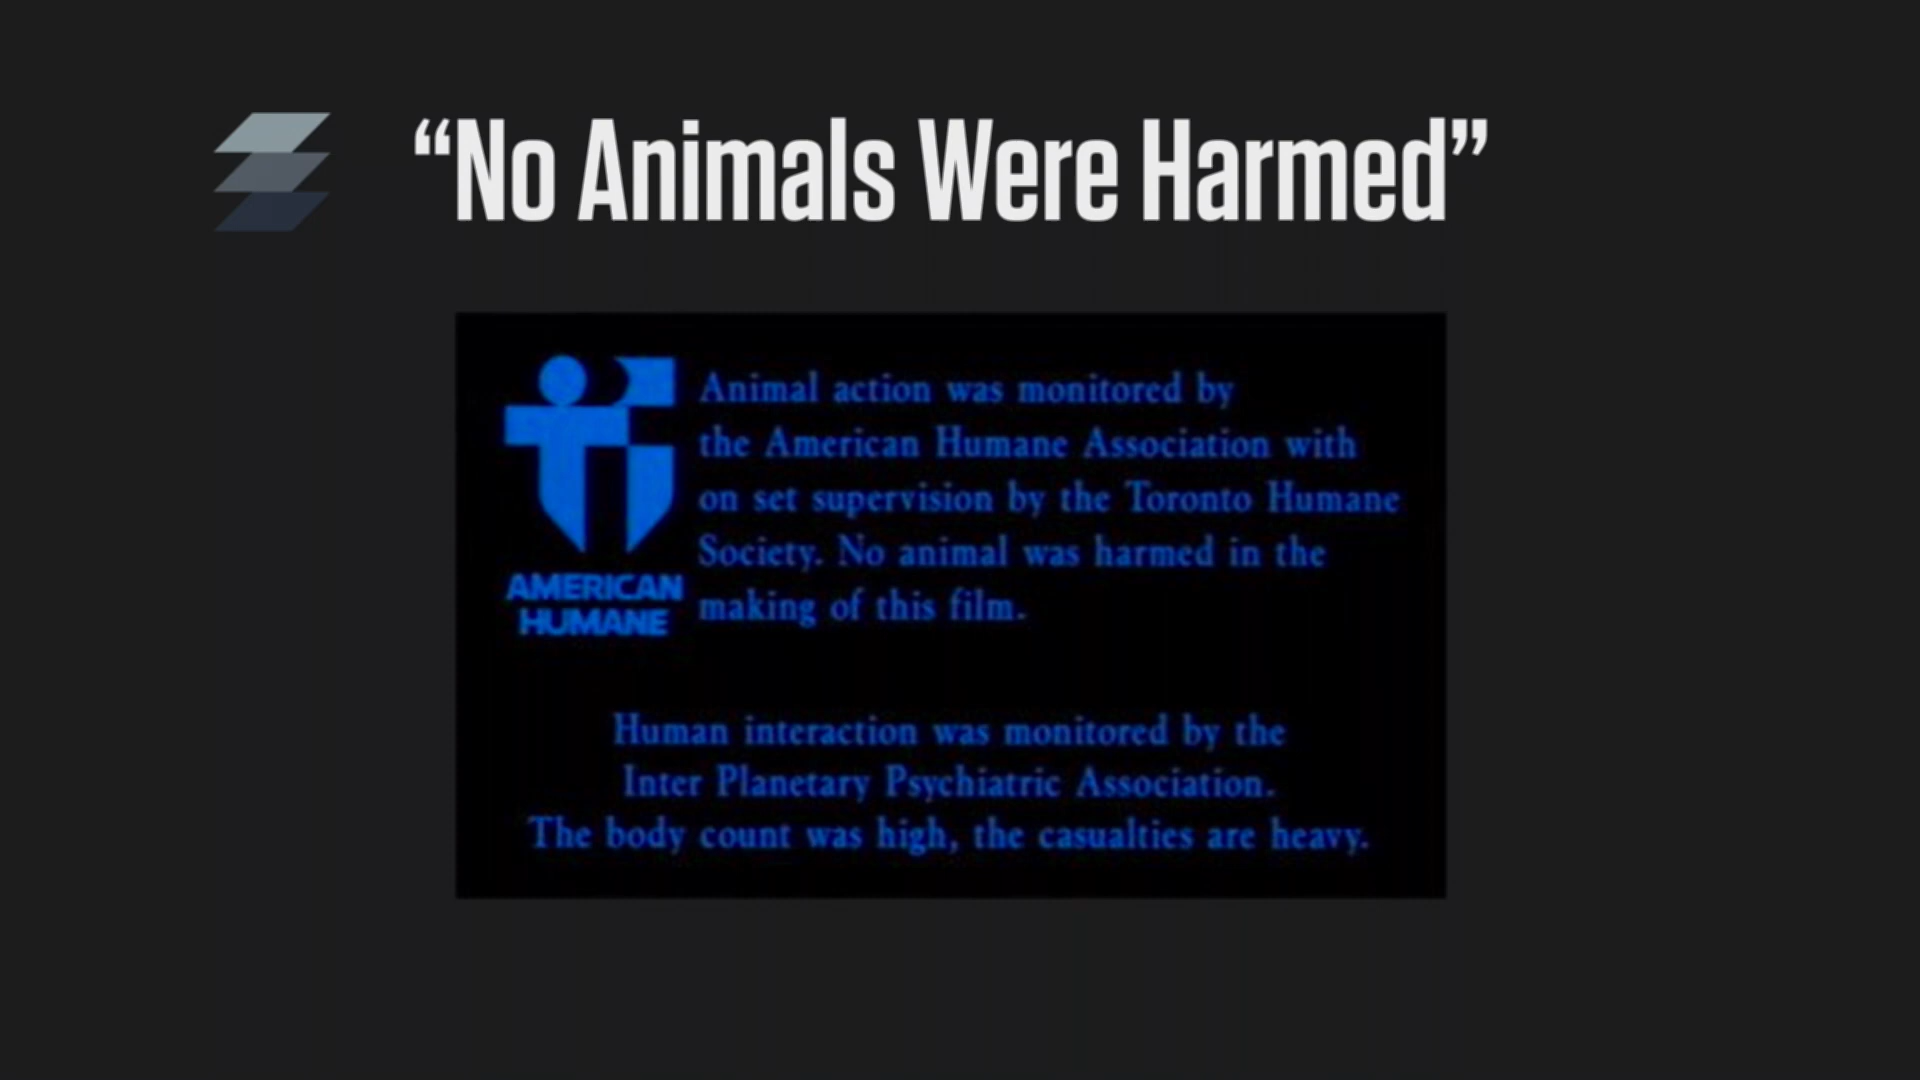 “No Animals Were Harmed”
Animal action was monitored by
the American Humane Association with
on set supervision by the Toronto Humane
Society. No animal was harmed in the
making of this film.
AMERICAN
HUMANE
Human interaction was monitored by the
Inter Planetary Psychiatric Association.
The body count was high, the casualties are heavy.